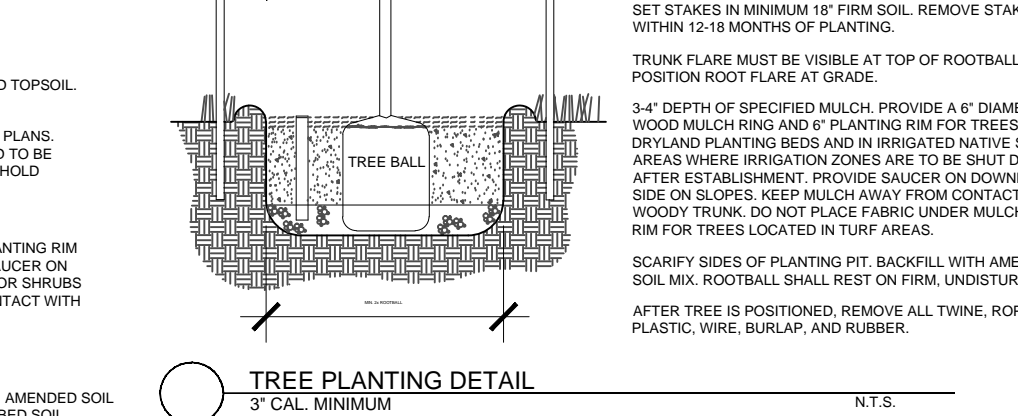 D TOPSOIL.
PLANS.
D TO BE
HOLD
ANTING RIM
AUCER ON
OR SHRUBS
NTACT WITH
AMENDED SOIL
BED SOIL
TREE BALL
MIN. 2x ROOTBALL
TREE PLANTING DETAIL
3" CAL. MINIMUM
N.T.S.
SET STAKES IN MINIMUM 18" FIRM SOIL. REMOVE STAK
WITHIN 12-18 MONTHS OF PLANTING.
TRUNK FLARE MUST BE VISIBLE AT TOP OF ROOTBALL
POSITION ROOT FLARE AT GRADE.
3-4" DEPTH OF SPECIFIED MULCH. PROVIDE A 6" DIAME
WOOD MULCH RING AND 6" PLANTING RIM FOR TREES
DRYLAND PLANTING BEDS AND IN IRRIGATED NATIVE S
AREAS WHERE IRRIGATION ZONES ARE TO BE SHUT D
AFTER ESTABLISHMENT. PROVIDE SAUCER ON DOWN
SIDE ON SLOPES. KEEP MULCH AWAY FROM CONTACT
WOODY TRUNK. DO NOT PLACE FABRIC UNDER MULCH
RIM FOR TREES LOCATED IN TURF AREAS.
SCARIFY SIDES OF PLANTING PIT. BACKFILL WITH AME
SOIL MIX. ROOTBALL SHALL REST ON FIRM, UNDISTUR
AFTER TREE IS POSITIONED, REMOVE ALL TWINE, ROP
PLASTIC, WIRE, BURLAP, AND RUBBER.